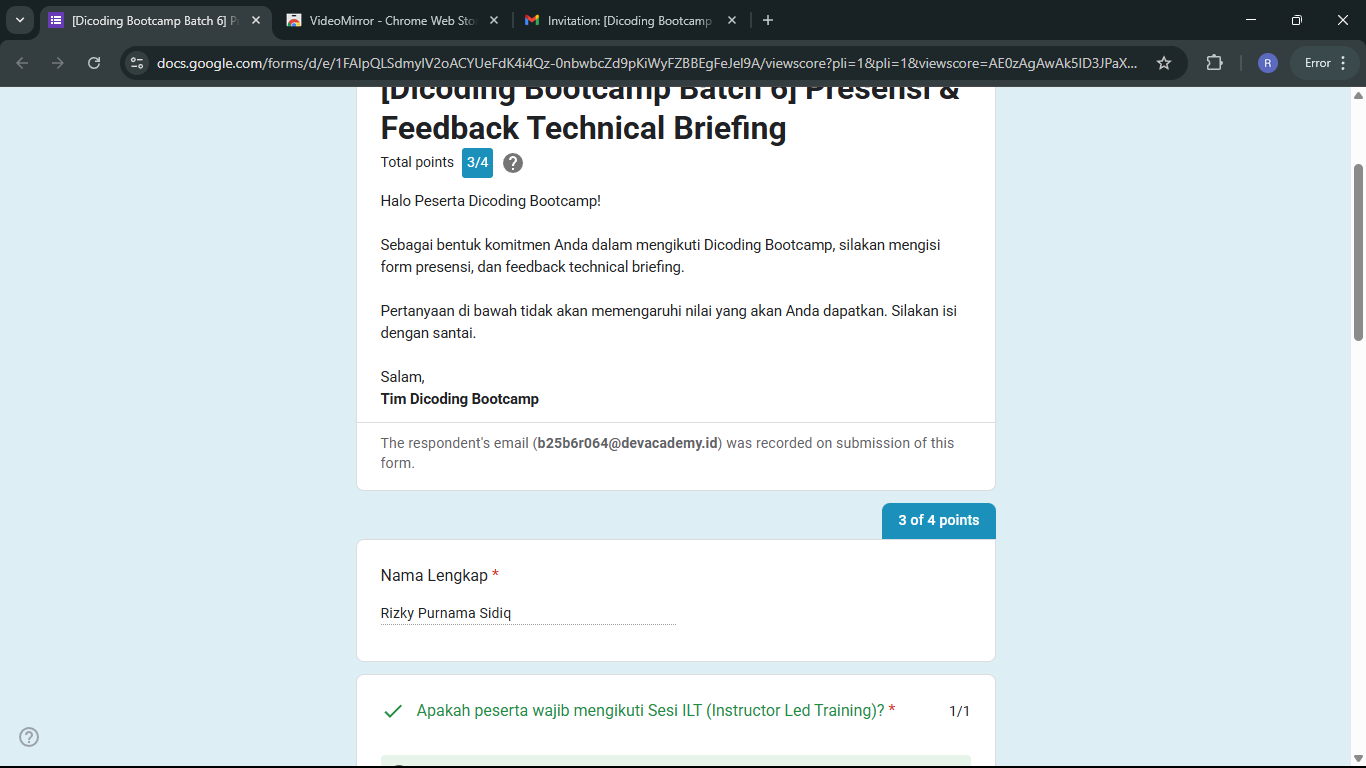 [Dicoding Bootcamp Batch 6] P
VideoMirror - Chrome Web Sto
Invitation: [Dicoding Bootcamp
docs.google.com/forms/d/e/1FAIpQLSdmyIV2oACYUeFdK4i4Qz-0nbwbcZd9pKiWyFZBBEgFeJel9A/viewscore?pli=1&pli=1&viewscore=AE0zAgAwAk5ID3JPaX...
R
Error
[Dicoding Bootcamp Batch 6] Presensi &
Feedback Technical Briefing
Total points 3/4 ?
Halo Peserta Dicoding Bootcamp!
Sebagai bentuk komitmen Anda dalam mengikuti Dicoding Bootcamp, silakan mengisi
form presensi, dan feedback technical briefing.
Pertanyaan di bawah tidak akan memengaruhi nilai yang akan Anda dapatkan. Silakan isi
dengan santai.
Salam,
Tim Dicoding Bootcamp
The respondent's email (b25b6r064@devacademy.id) was recorded on submission of this
form.
3 of 4 points
Nama Lengkap *
Rizky Purnama Sidiq
Apakah peserta wajib mengikuti Sesi ILT (Instructor Led Training)? * 1/1
?